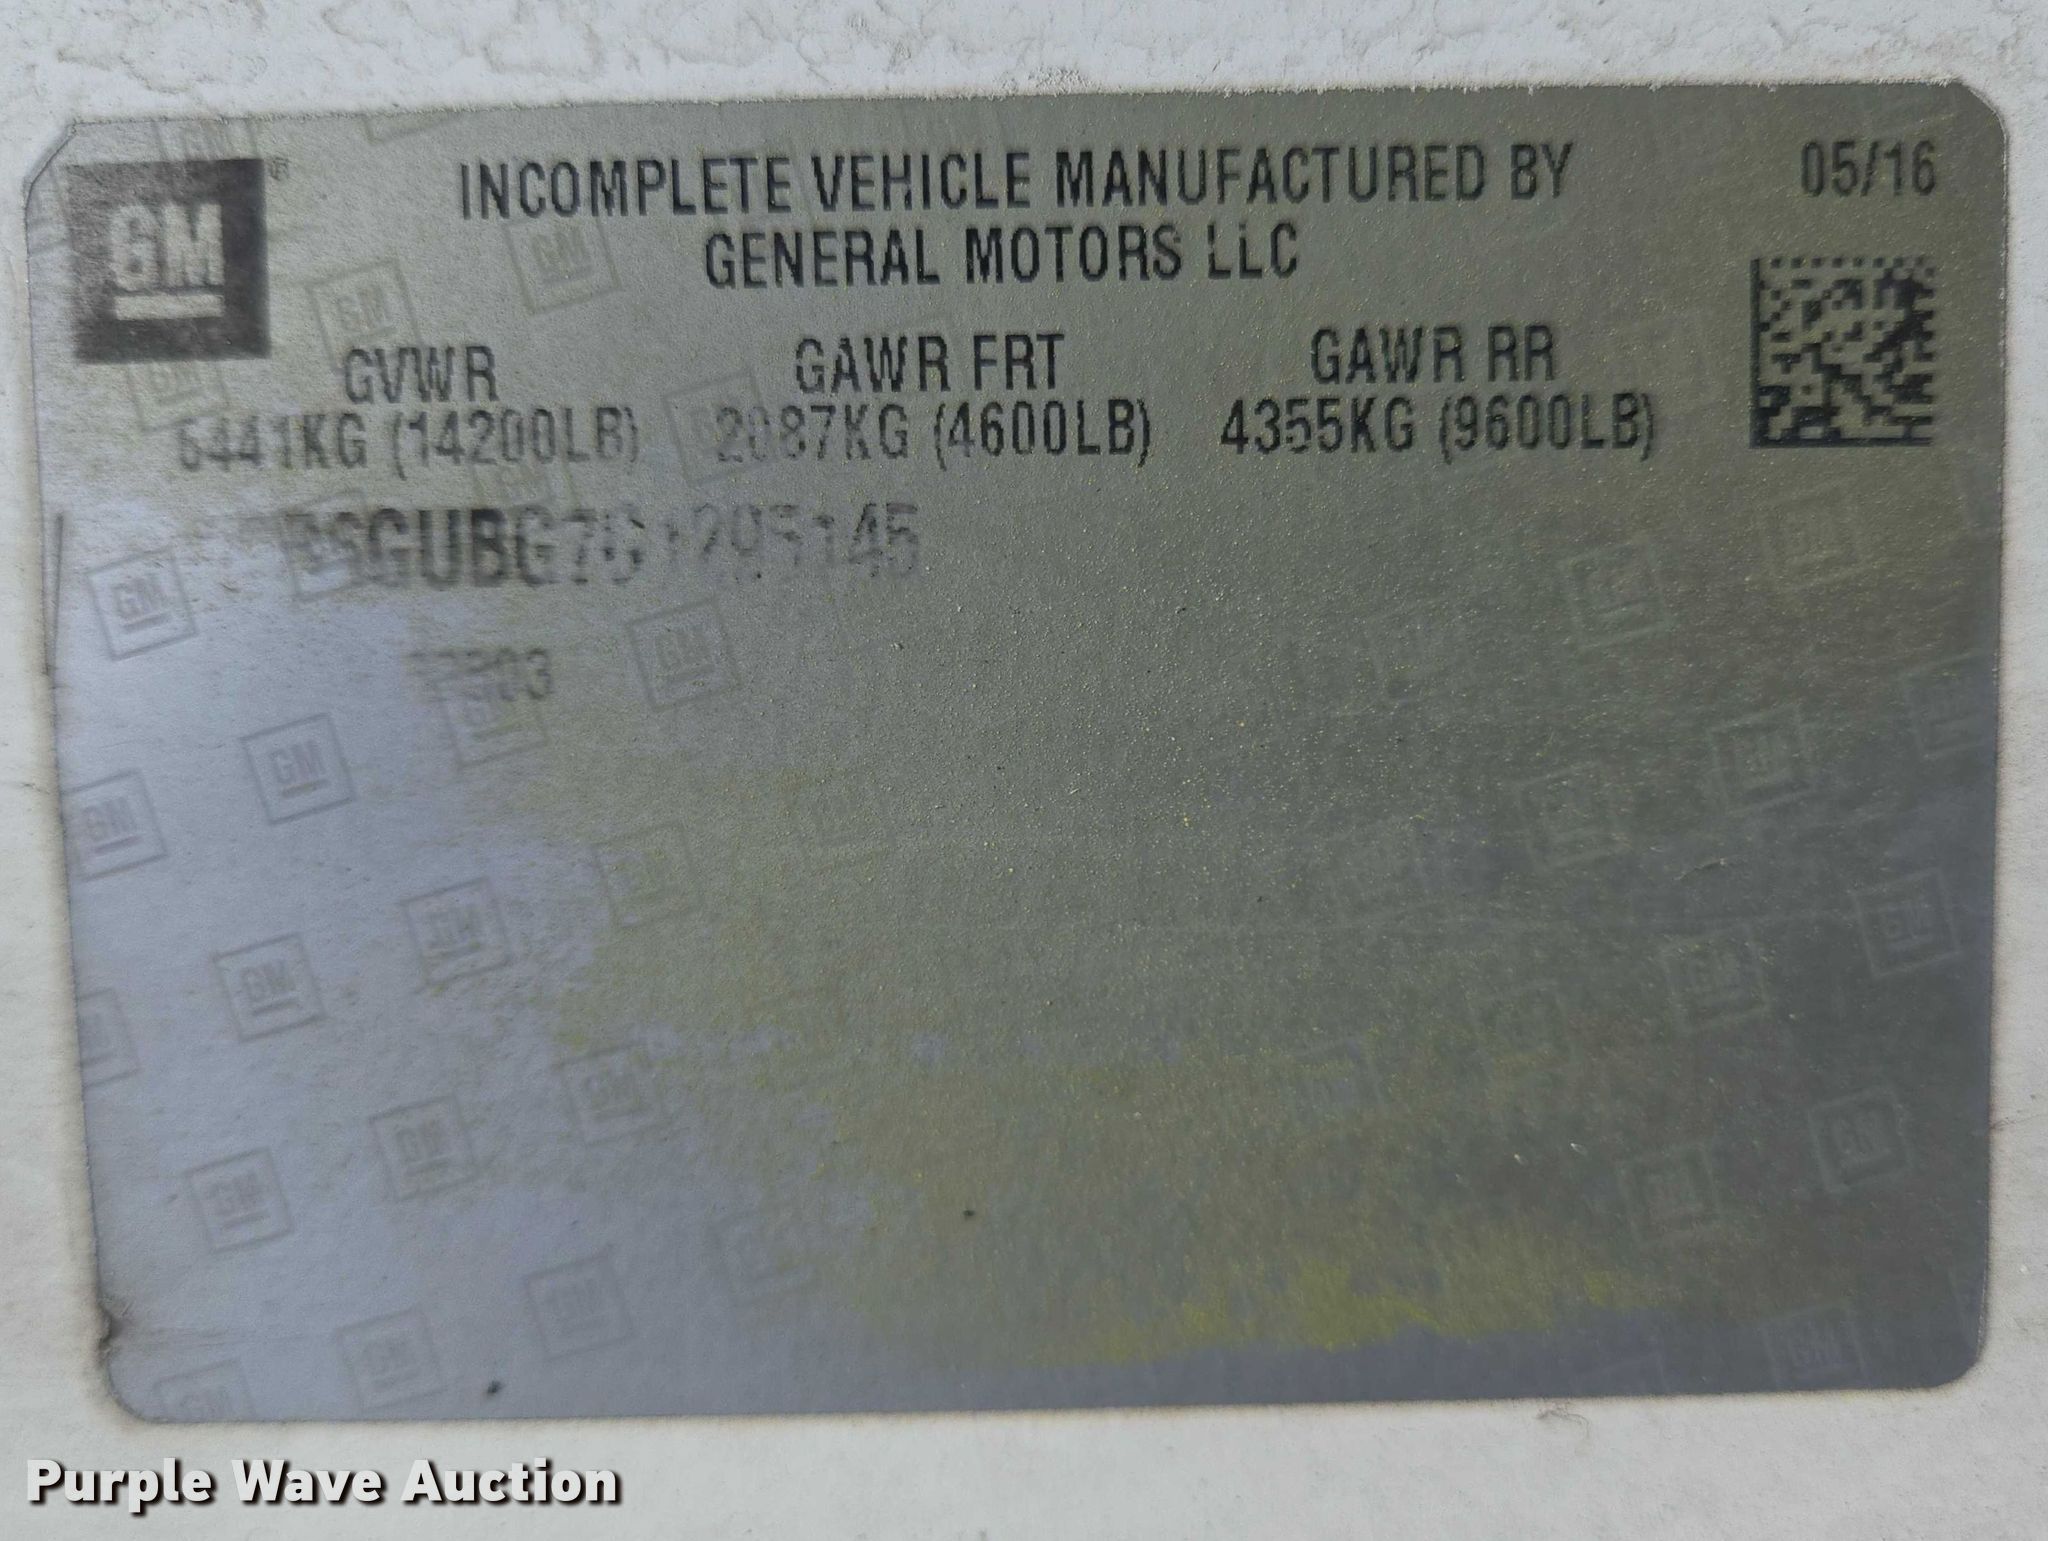 GM
INCOMPLETE VEHICLE MANUFACTURED BY
GENERAL MOTORS LLC
05/16
GVWR GAWR FRT GAWR RR
6441KG (14200LB) 2087KG (4600LB) 4355KG (9600LB)
Purple Wave Auction